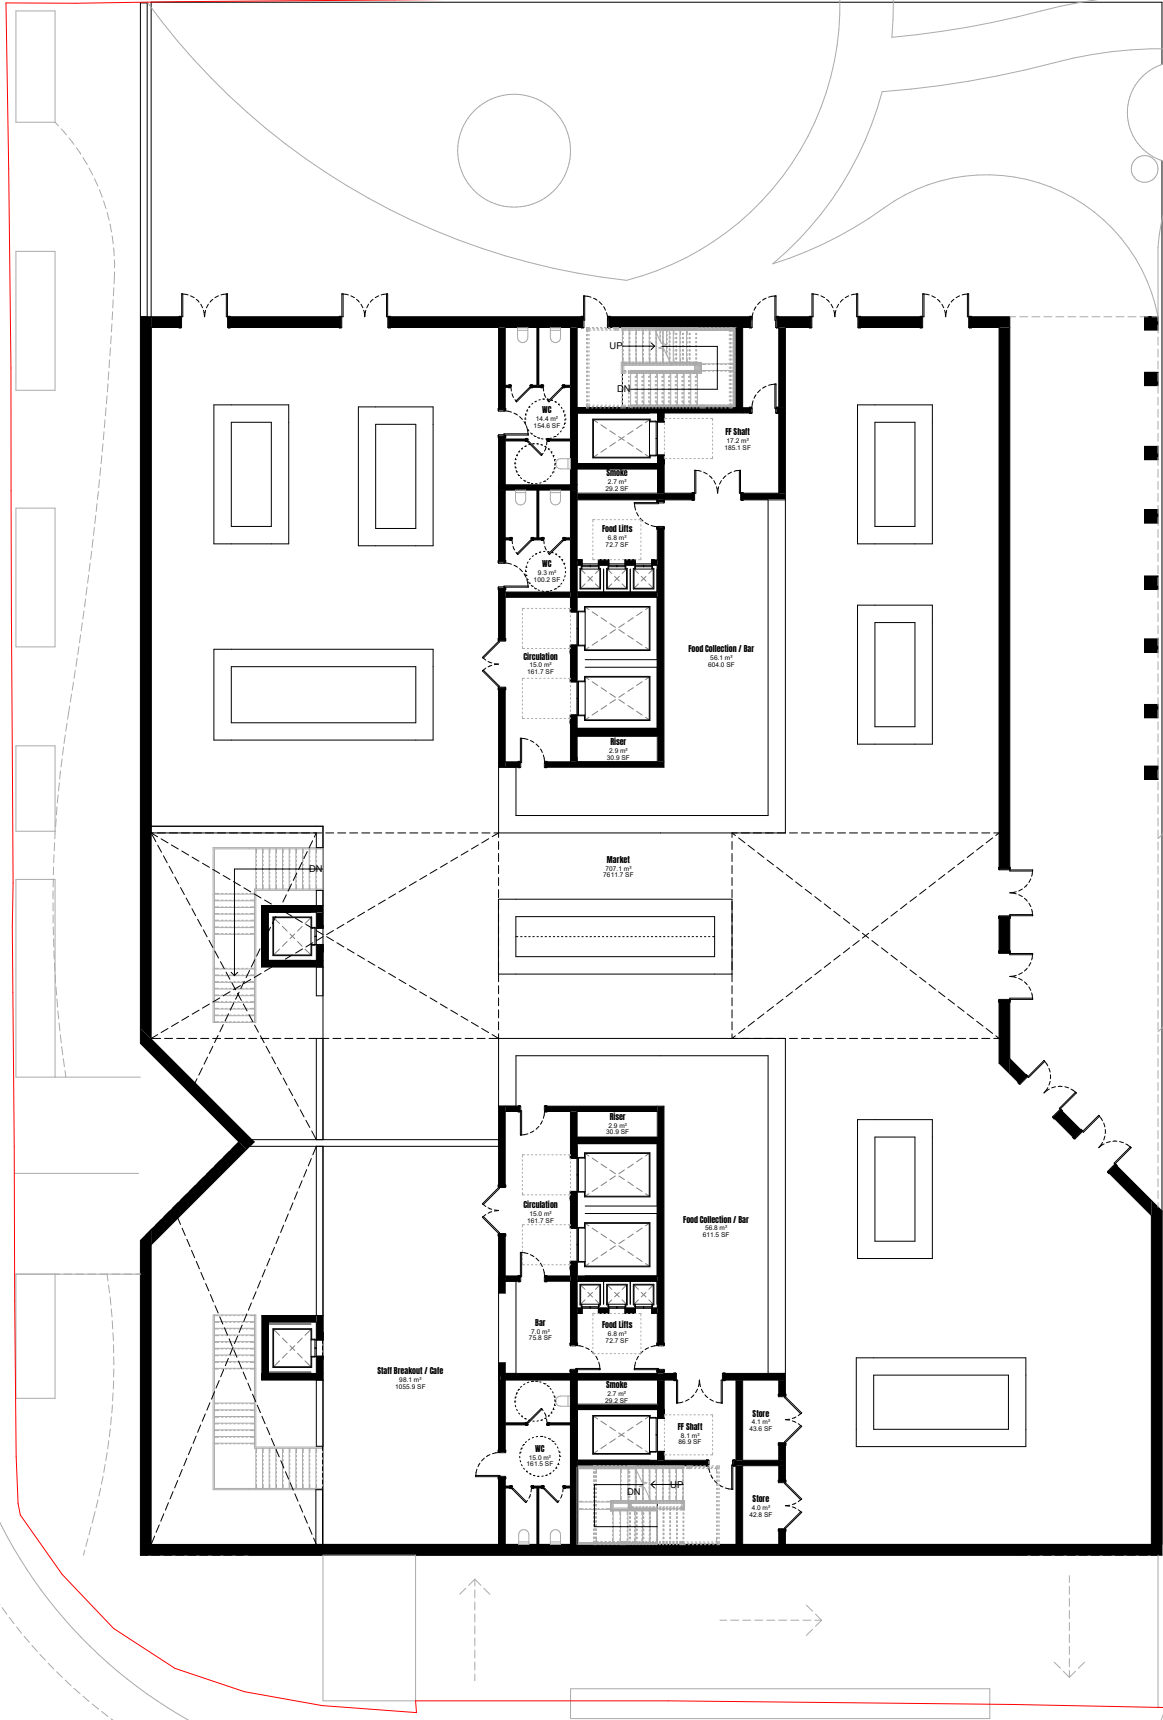 UP
DN
WC
14.4 m²
154.6 SF
FF Shaft
17.2 m²
185.1 SF
Smoke
2.7 m²
29.2 SF
Food Lifts
6.8 m²
72.7 SF
WC
9.3 m²
100.2 SF
Circulation
15.0 m²
161.7 SF
Food Collection / Bar
56.1 m²
604.0 SF
Riser
2.9 m²
30.9 SF
Market
707.1 m²
7611.7 SF
DN
Riser
2.9 m²
30.9 SF
Circulation
15.0 m²
161.7 SF
Food Collection / Bar
56.8 m²
611.5 SF
Bar
7.0 m²
75.8 SF
Food Lifts
6.8 m²
72.7 SF
Staff Breakout / Cafe
98.1 m²
1055.9 SF
Smoke
2.7 m²
29.2 SF
Store
4.1 m²
43.6 SF
FF Shaft
8.1 m²
86.9 SF
WC
15.0 m²
161.5 SF
DN
UP
Store
4.0 m²
42.8 SF